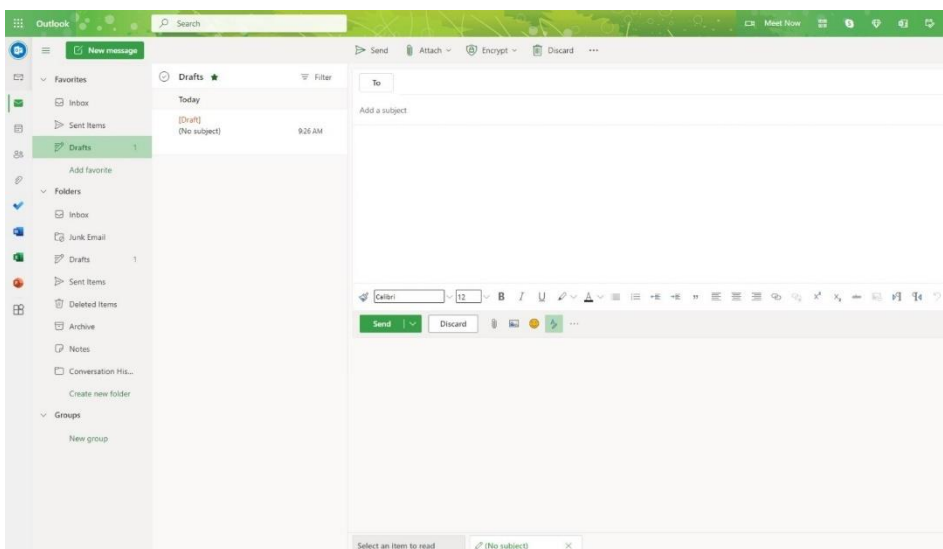 Outlook
Search
Meet Now
New message
Send
Attach
Encrypt
Discard
Favorites
Inbox
Sent Items
Drafts 1
Add favorite
Folders
Inbox
Junk Email
Drafts 1
Sent Items
Deleted Items
Archive
Notes
Conversation His...
Create new folder
Groups
New group
Drafts
Filter
Today
[Draft]
(No subject) 9:26 AM
To
Add a subject
Calibri 12 B I U
Send Discard
Select an item to read
(No subject)